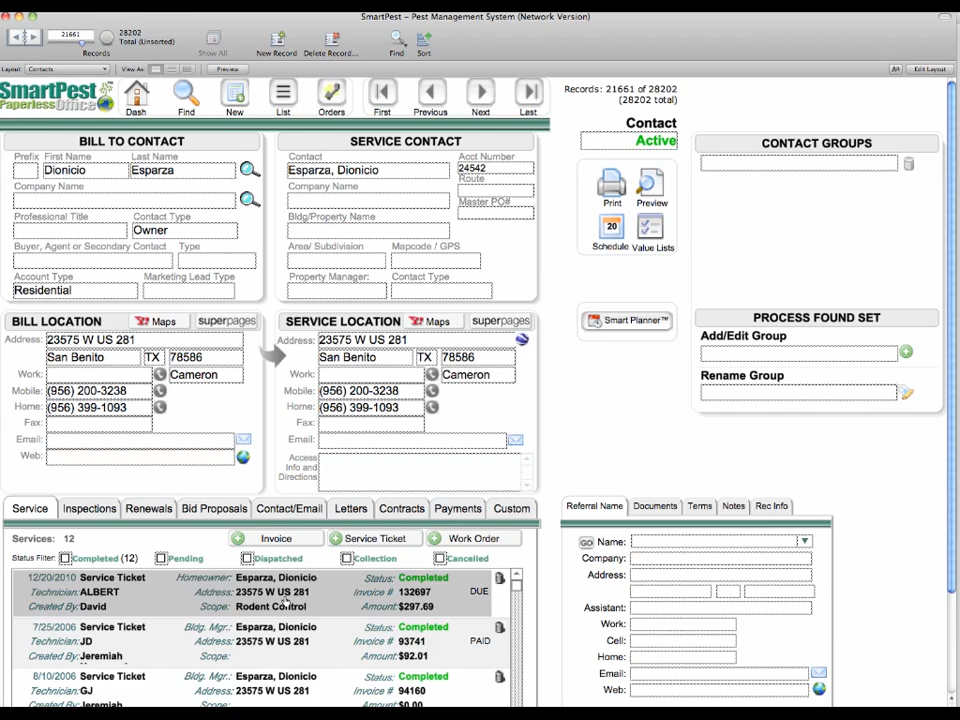 SmartPest - Pest Management System (Network Version)
21661
28202
Total (Unsorted)
Records
Show All
New Record
Delete Record...
Find
Sort
Layout: Contacts
View As:
Preview
Edit Layout
SmartPest
PaperlessOffice
Dash
Find
New
List
Orders
First
Previous
Next
Last
Records: 21661 of 28202
(28202 total)
Contact
Active
Print
Preview
20
Schedule
Value Lists
Smart Planner™
CONTACT GROUPS
PROCESS FOUND SET
Add/Edit Group
Rename Group
BILL TO CONTACT
Prefix First Name Last Name
Dionicio Esparza
Company Name
Professional Title Contact Type
Owner
Buyer, Agent or Secondary Contact Type
Account Type Marketing Lead Type
Residential
SERVICE CONTACT
Contact Acct Number
Esparza, Dionicio 24542
Route
Company Name
Master PO#
Bldg/Property Name
Area/ Subdivision Mapcode / GPS
Property Manager: Contact Type
BILL LOCATION Y! Maps superpages
Address: 23575 W US 281
San Benito TX 78586
Work: Cameron
Mobile: (956) 200-3238
Home: (956) 399-1093
Fax:
Email:
Web:
SERVICE LOCATION Y! Maps superpages
Address: 23575 W US 281
San Benito TX 78586
Work: Cameron
Mobile: (956) 200-3238
Home: (956) 399-1093
Fax:
Email:
Access
Info and
Directions
Service Inspections Renewals Bid Proposals Contact/Email Letters Contracts Payments Custom
Services: 12 Invoice Service Ticket Work Order
Status Filter: Completed (12) Pending Dispatched Collection Cancelled
12/20/2010 Service Ticket Homeowner: Esparza, Dionicio Status: Completed
Technician: ALBERT Address: 23575 W US 281 Invoice # 132697 DUE
Created By: David Scope: Rodent Control Amount: $297.69
7/25/2006 Service Ticket Bldg. Mgr.: Esparza, Dionicio Status: Completed
Technician: JD Address: 23575 W US 281 Invoice # 93741 PAID
Created By: Jeremiah Scope: Amount: $92.01
8/10/2006 Service Ticket Bldg. Mgr.: Esparza, Dionicio Status: Completed
Technician: GJ Address: 23575 W US 281 Invoice # 94160
Created By: Jeremiah Scope: Amount: $0.00
Referral Name Documents Terms Notes Rec Info
GO Name:
Company:
Address:
Assistant:
Work:
Cell:
Home:
Email:
Web: